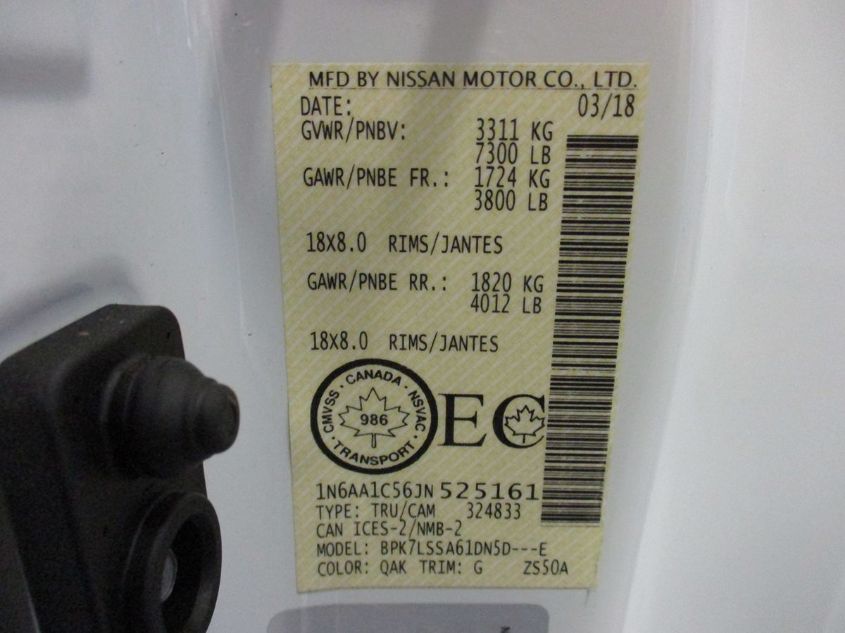 MFD BY NISSAN MOTOR CO., LTD.
DATE: 03/18
GVWR/PNBV: 3311 KG
7300 LB
GAWR/PNBE FR.: 1724 KG
3800 LB
18X8.0 RIMS/JANTES
GAWR/PNBE RR.: 1820 KG
4012 LB
18X8.0 RIMS/JANTES
CMVSS · CANADA · NSVAC · TRANSPORT ·
986
EC
1N6AA1C56JN525161
TYPE: TRU/CAM 324833
CAN ICES-2/NMB-2
MODEL: BPK7LSSA61DN5D---E
COLOR: QAK TRIM: G ZS50A